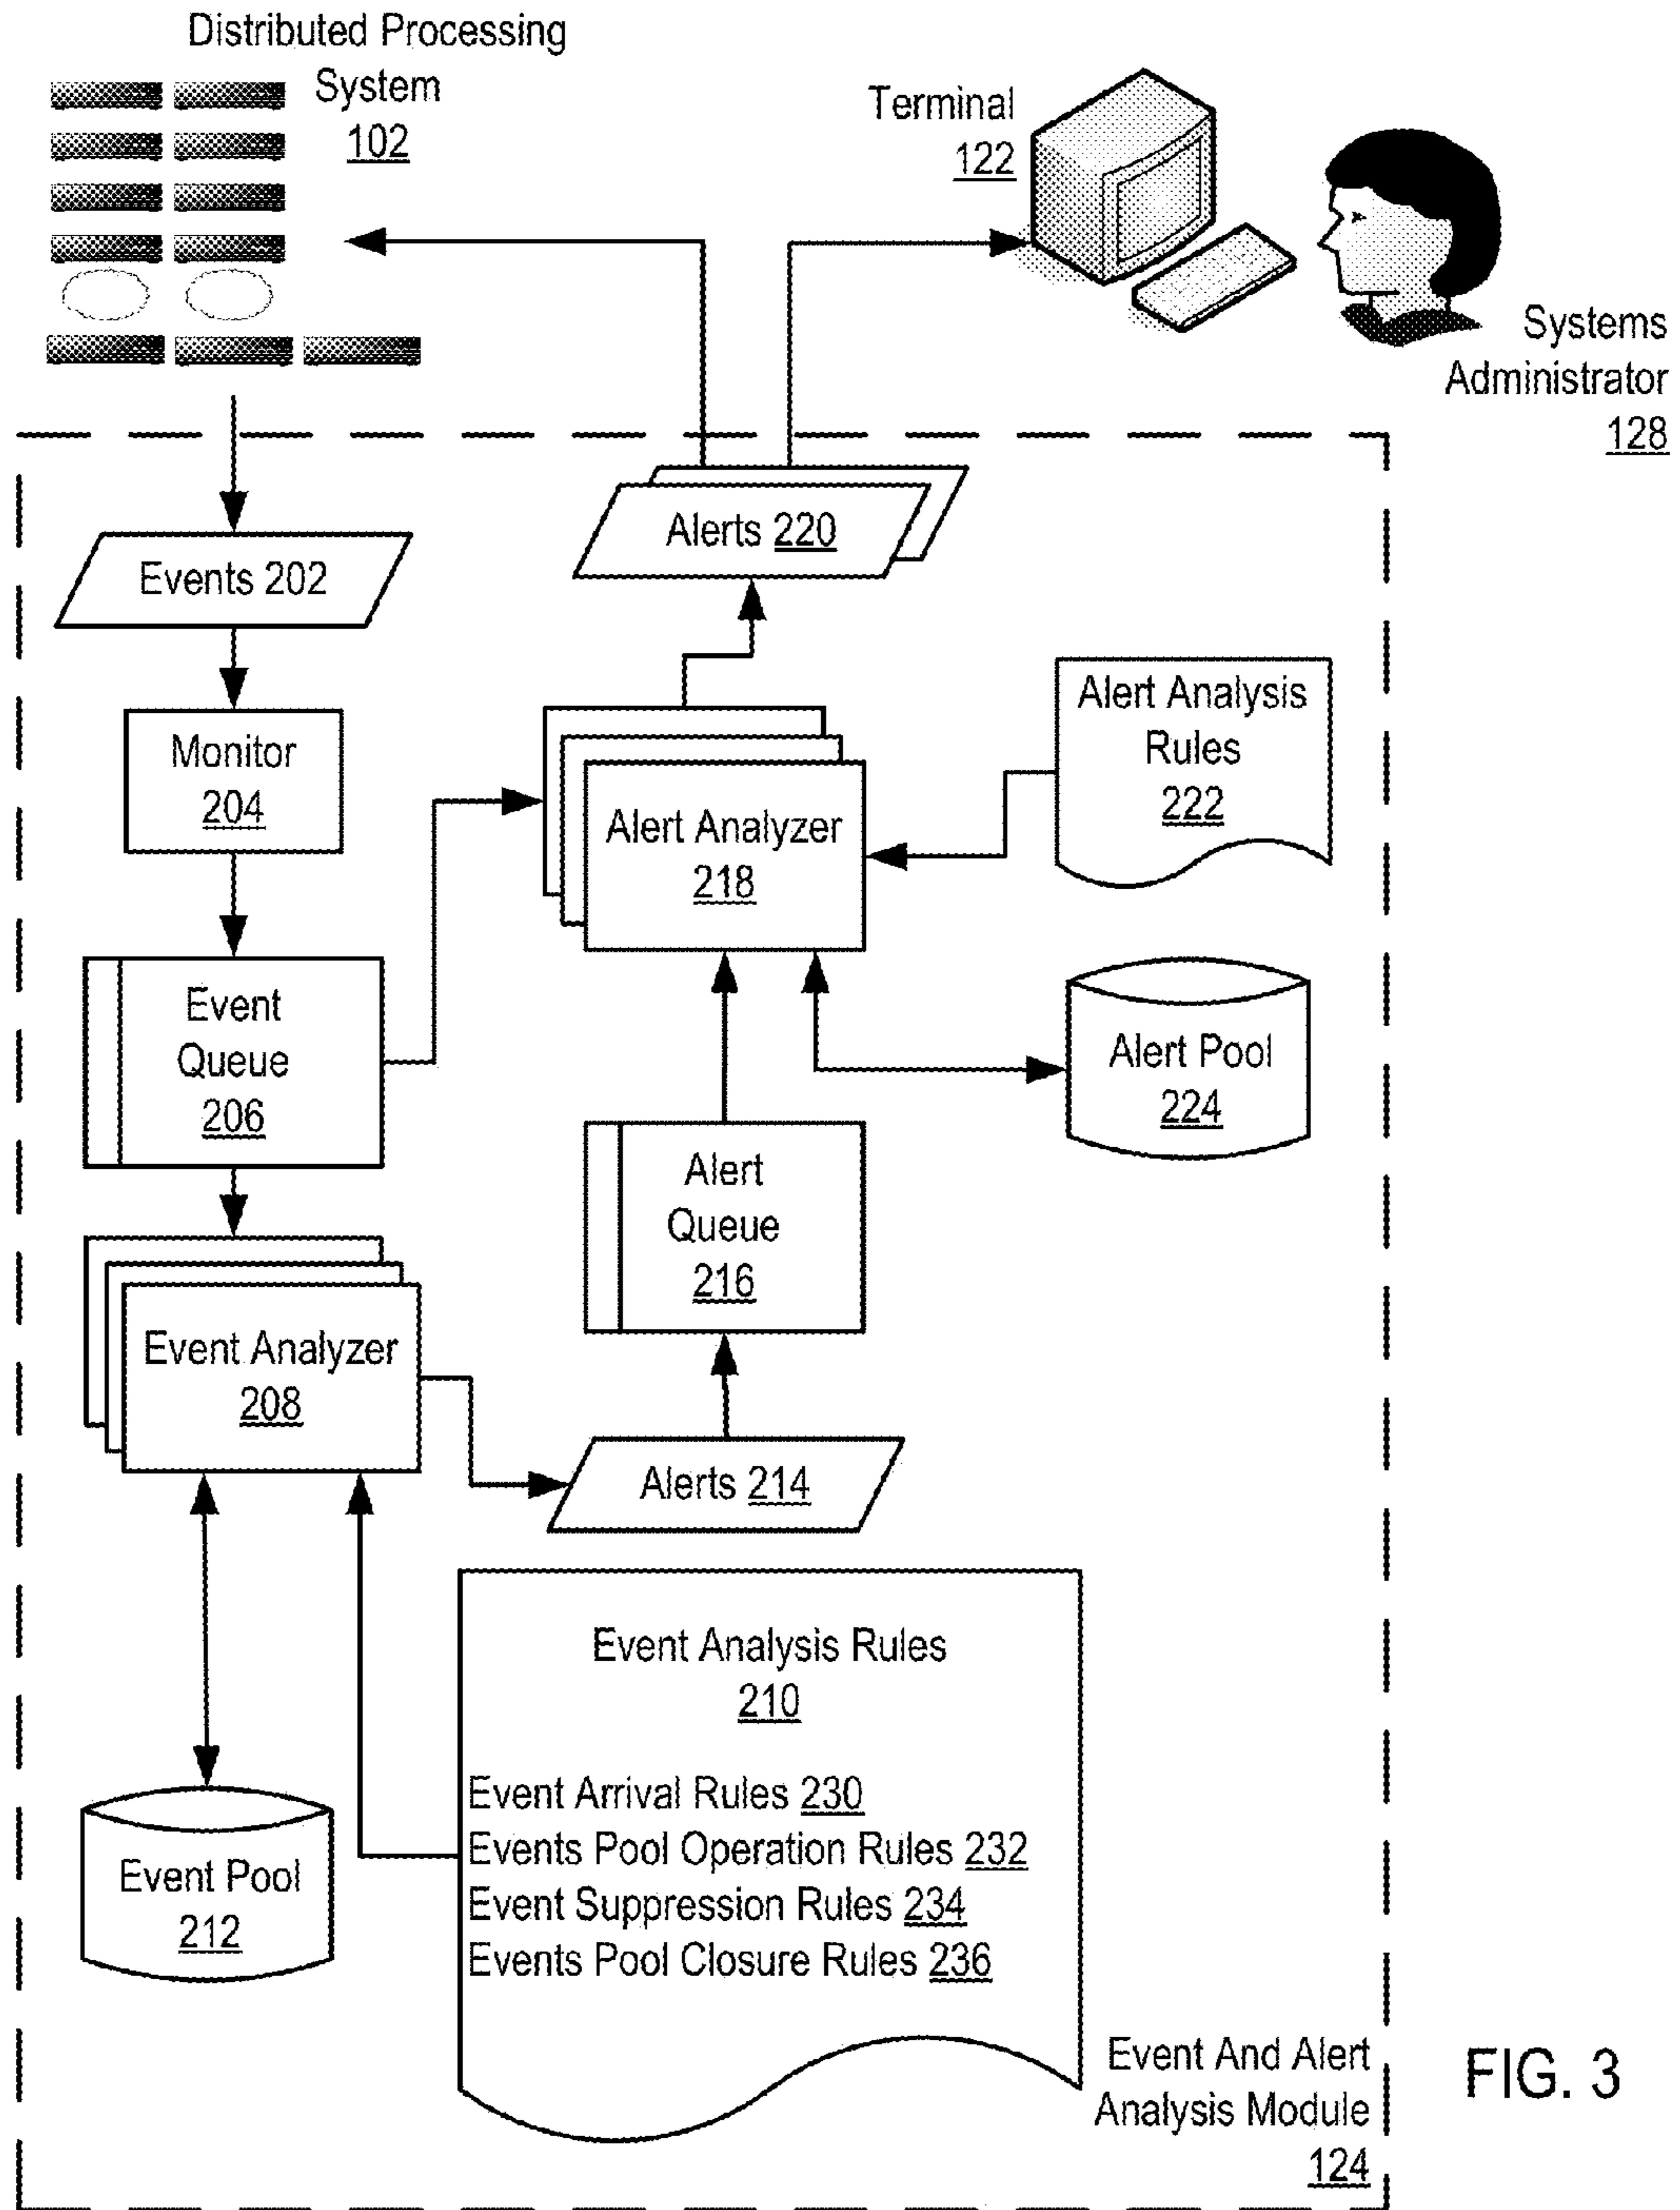 Distributed Processing
System
102
Terminal
122
Systems
Administrator
128
Alerts 220
Events 202
Monitor
204
Alert Analysis
Rules
222
Alert Analyzer
218
Event
Queue
206
Alert Pool
224
Alert
Queue
216
Event Analyzer
208
Alerts 214
Event Analysis Rules
210
Event Arrival Rules 230
Events Pool Operation Rules 232
Event Suppression Rules 234
Events Pool Closure Rules 236
Event Pool
212
Event And Alert
Analysis Module
124
FIG. 3